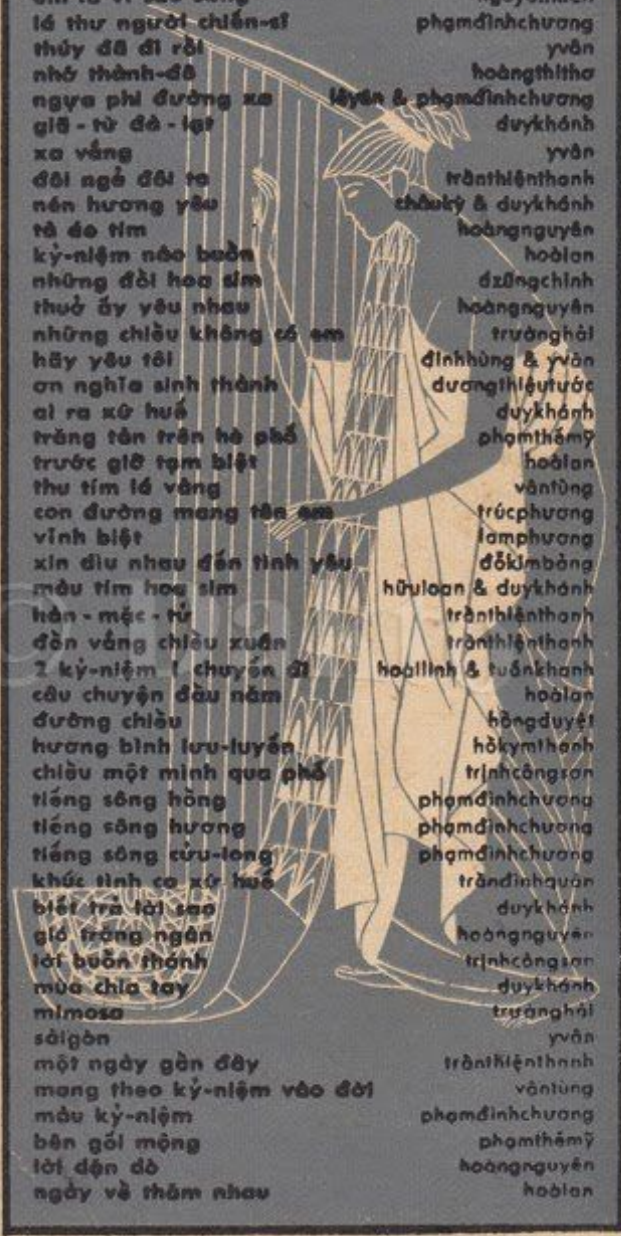 lá thư người chiến-sĩ phạmđìnhchương
thúy đã đi rồi yvân
nhớ thành-đô hoàngthithơ
ngựa phi đường xa lêyên & phạmđìnhchương
giã - từ đà - lạt duykhánh
xa vắng yvân
đôi ngả đôi ta trầnthiệnthanh
nén hương yêu châukỳ & duykhánh
tà áo tím hoàngnguyên
kỷ-niệm nào buồn hoàilan
những đồi hoa sim dzũngchinh
thuở ấy yêu nhau hoàngnguyên
những chiều không có em trườnghải
hãy yêu tôi đinhhùng & yvân
ơn nghĩa sinh thành dươngthiệutước
ai ra xứ huế duykhánh
trăng tàn trên hè phố phạmthếmỹ
trước giờ tạm biệt hoàilan
thu tím lá vàng vântùng
con đường mang tên em trúcphương
vĩnh biệt lamphương
xin dìu nhau đến tình yêu đỗkimbảng
màu tím hoa sim hữuloan & duykhánh
hàn - mặc - tử trầnthiệnthanh
đồn vắng chiều xuân trầnthiệnthanh
2 kỷ-niệm 1 chuyến đi hoàilinh & tuấnkhanh
câu chuyện đầu năm hoàilan
đường chiều hồngduyệt
hương bình lưu-luyến hồkymthanh
chiều một mình qua phố trịnhcôngsơn
tiếng sông hồng phạmđìnhchương
tiếng sông hương phạmđìnhchương
tiếng sông cửu-long phạmđìnhchương
khúc tình ca xứ huế trầnđìnhquân
biết trả lời sao duykhánh
gió trăng ngàn hoàngnguyên
lời buồn thánh trịnhcôngsơn
mùa chia tay duykhánh
mimosa trườnghải
sàigòn yvân
một ngày gần đây trầnthiệnthanh
mang theo kỷ-niệm vào đời vântùng
màu kỷ-niệm phạmđìnhchương
bên gối mộng phạmthếmỹ
lời dặn dò hoàngnguyên
ngày về thăm nhau hoàilan